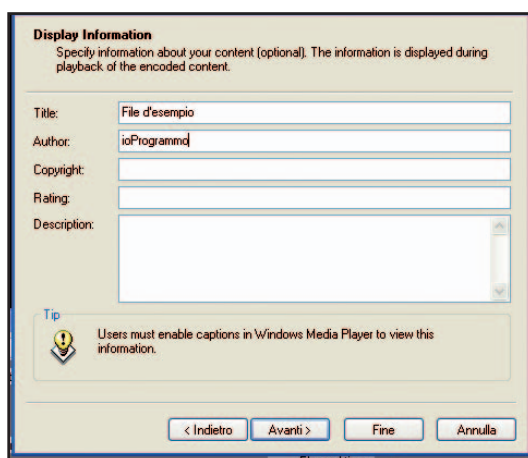 Display Information
Specify information about your content (optional). The information is displayed during
playback of the encoded content.
Title: File d'esempio
Author: ioProgrammo
Copyright:
Rating:
Description:
Tip
Users must enable captions in Windows Media Player to view this
information.
< Indietro Avanti > Fine Annulla